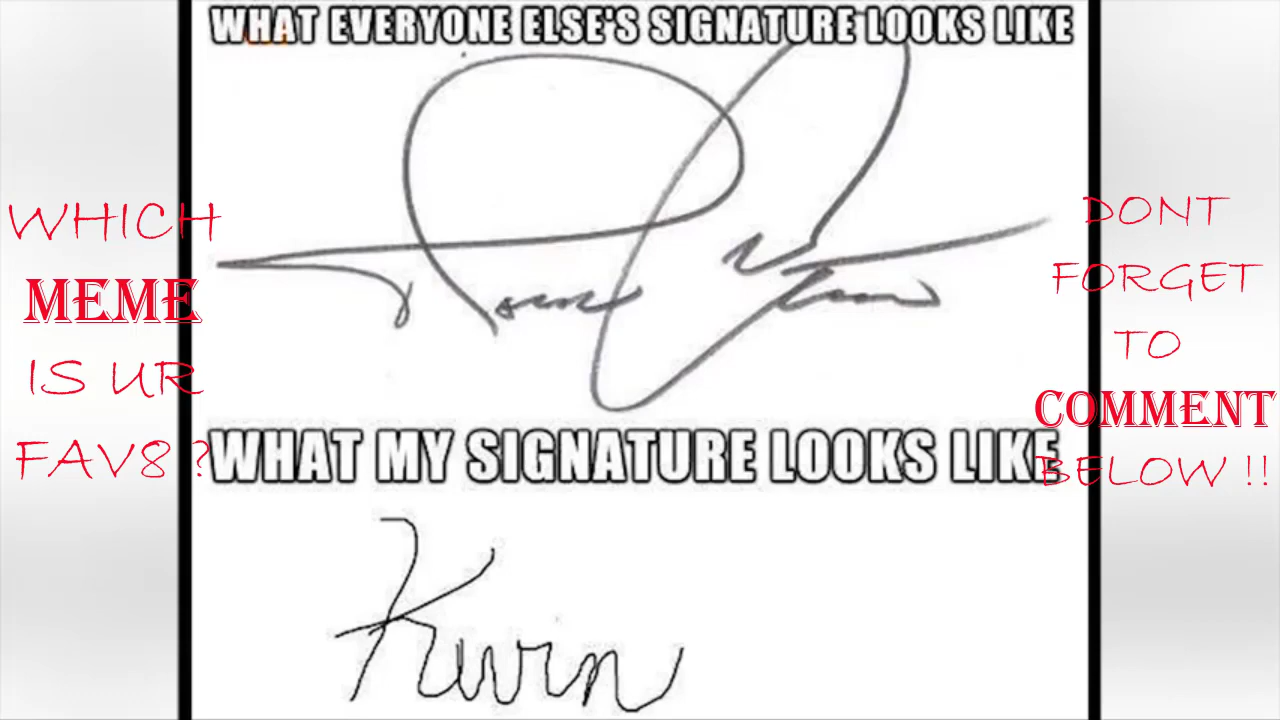 WHAT EVERYONE ELSE'S SIGNATURE LOOKS LIKE
WHICH
MEME
IS UR
FAV8 ?
DONT
FORGET
TO
COMMENT
BELOW !!
WHAT MY SIGNATURE LOOKS LIKE
Kevin